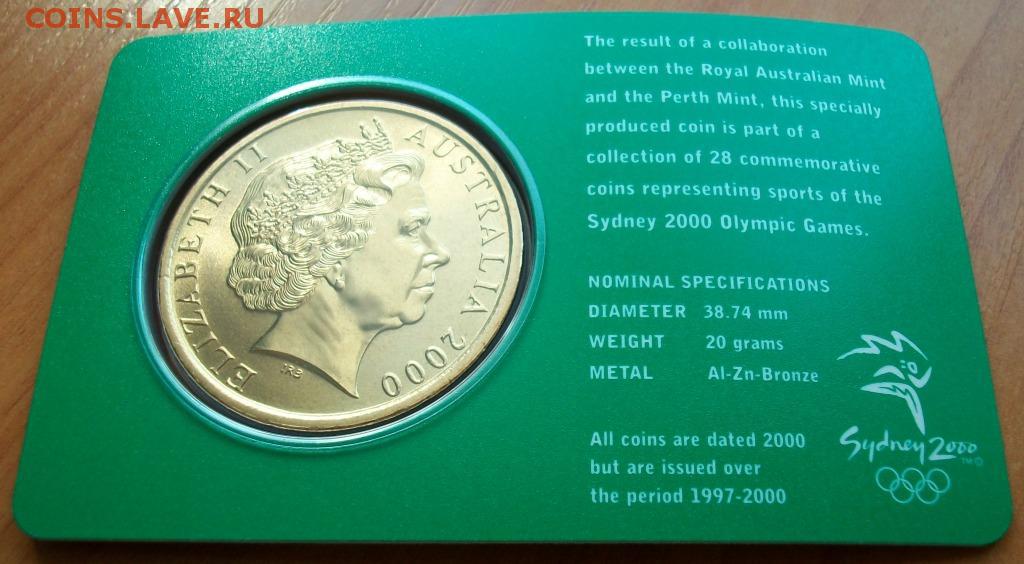 COINS.LAVE.RU
ELIZABETH II AUSTRALIA 2000
IRB
The result of a collaboration
between the Royal Australian Mint
and the Perth Mint, this specially
produced coin is part of a
collection of 28 commemorative
coins representing sports of the
Sydney 2000 Olympic Games.
NOMINAL SPECIFICATIONS
DIAMETER 38.74 mm
WEIGHT 20 grams
METAL Al-Zn-Bronze
All coins are dated 2000
but are issued over
the period 1997-2000
Sydney 2000
TM ©